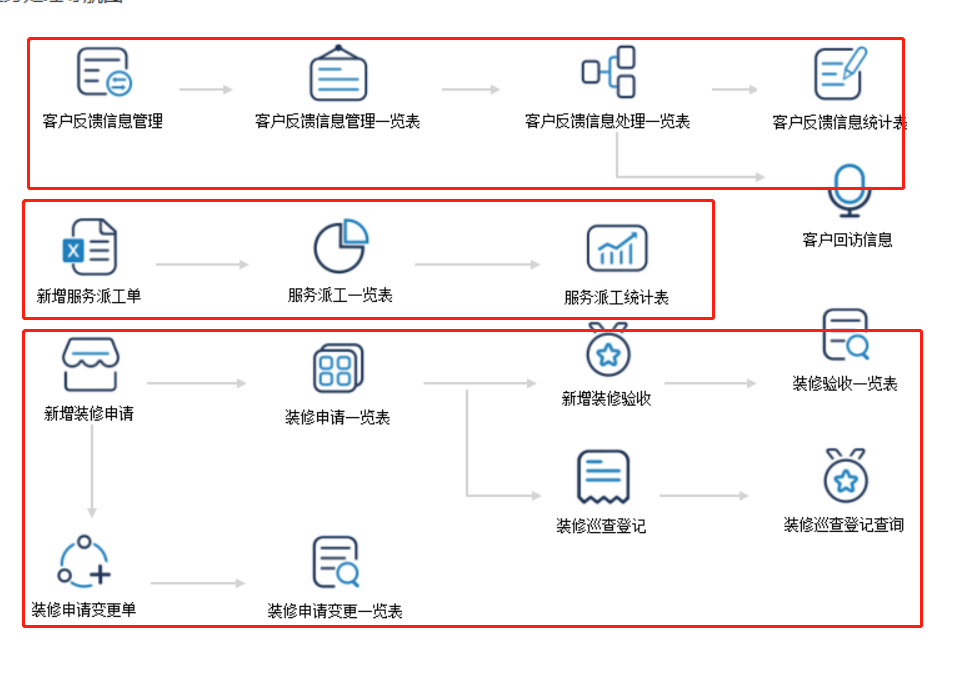 客户反馈信息管理
客户反馈信息管理一览表
客户反馈信息处理一览表
客户反馈信息统计表
客户回访信息
新增服务派工单
服务派工一览表
服务派工统计表
新增装修申请
装修申请一览表
新增装修验收
装修验收一览表
装修巡查登记
装修巡查登记查询
装修申请变更单
装修申请变更一览表